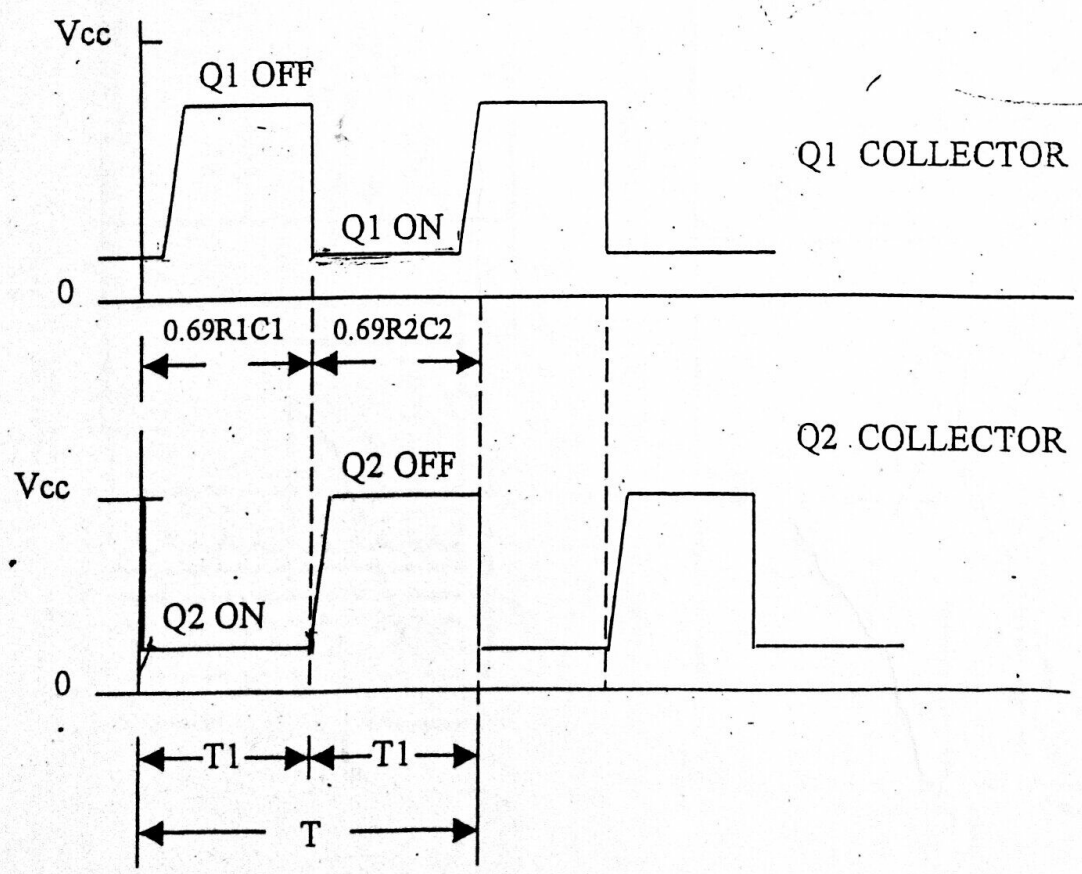 Vcc
Q1 OFF
Q1 COLLECTOR
Q1 ON
0
0.69R1C1
0.69R2C2
Q2 COLLECTOR
Q2 OFF
Vcc
Q2 ON
0
T1
T1
T